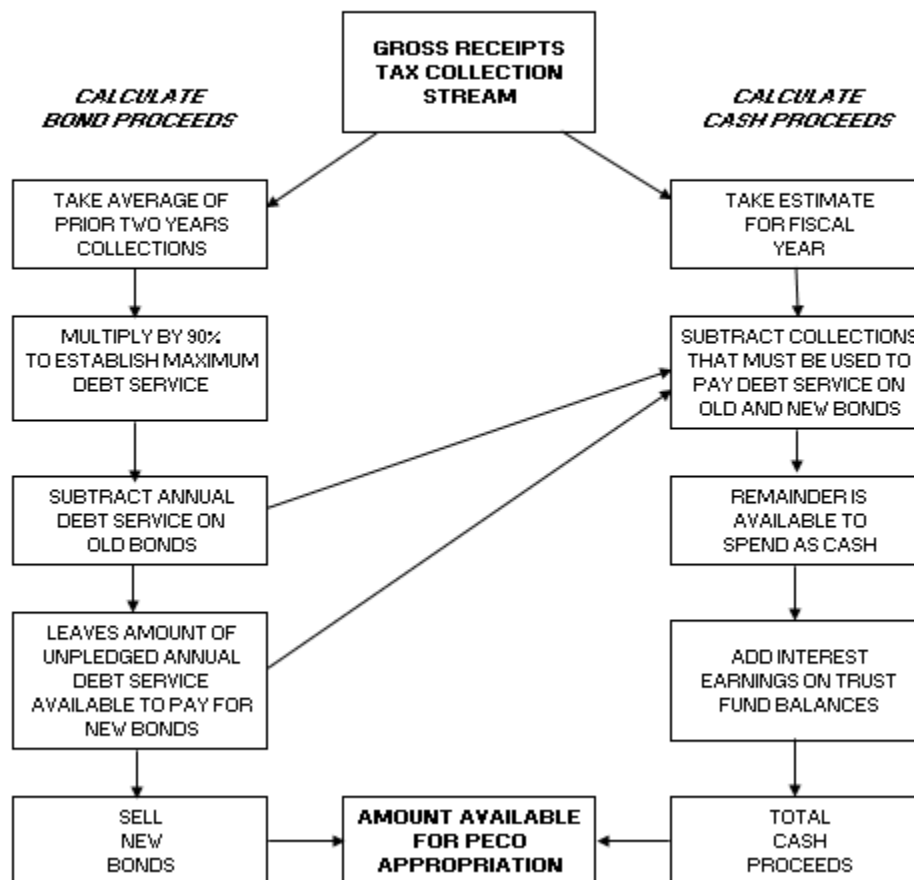 GROSS RECEIPTS
TAX COLLECTION
STREAM
CALCULATE
BOND PROCEEDS
TAKE AVERAGE OF
PRIOR TWO YEARS
COLLECTIONS
MULTIPLY BY 90%
TO ESTABLISH MAXIMUM
DEBT SERVICE
SUBTRACT ANNUAL
DEBT SERVICE ON
OLD BONDS
LEAVES AMOUNT OF
UNPLEDGED ANNUAL
DEBT SERVICE
AVAILABLE TO PAY FOR
NEW BONDS
SELL
NEW
BONDS
CALCULATE
CASH PROCEEDS
TAKE ESTIMATE
FOR FISCAL
YEAR
SUBTRACT COLLECTIONS
THAT MUST BE USED TO
PAY DEBT SERVICE ON
OLD AND NEW BONDS
REMAINDER IS
AVAILABLE TO
SPEND AS CASH
ADD INTEREST
EARNINGS ON TRUST
FUND BALANCES
TOTAL
CASH
PROCEEDS
AMOUNT AVAILABLE
FOR PECO
APPROPRIATION